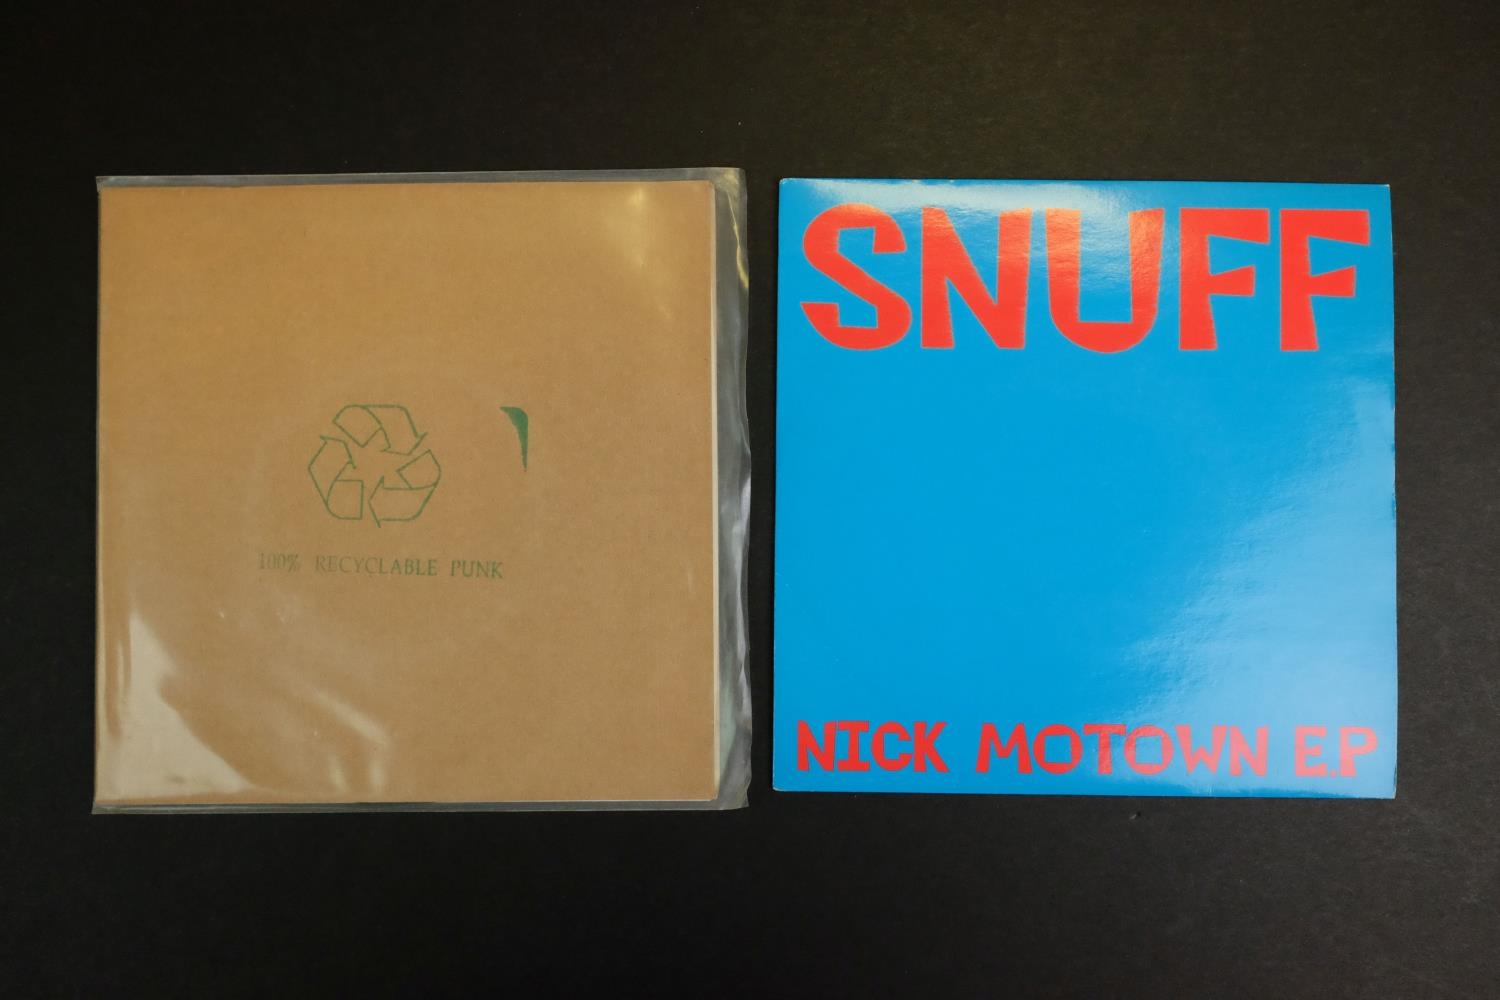 100% RECYCLABLE PUNK
SNUFF
NICK MOTOWN E.P